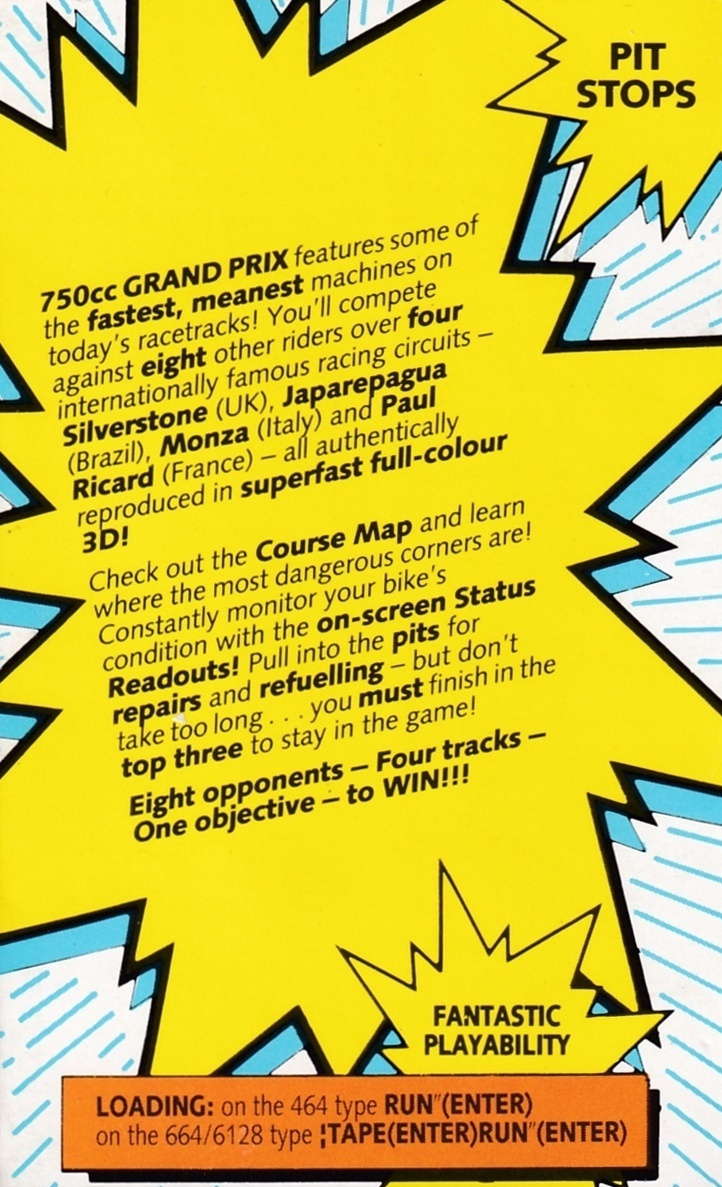 PIT
STOPS
750cc GRAND PRIX features some of
the fastest, meanest machines on
today's racetracks! You'll compete
against eight other riders over four
internationally famous racing circuits –
Silverstone (UK), Japarepagua
(Brazil), Monza (Italy) and Paul
Ricard (France) – all authentically
reproduced in superfast full-colour
3D!
Check out the Course Map and learn
where the most dangerous corners are!
Constantly monitor your bike's
condition with the on-screen Status
Readouts! Pull into the pits for
repairs and refuelling – but don't
take too long . . . you must finish in the
top three to stay in the game!
Eight opponents – Four tracks –
One objective – to WIN!!!
FANTASTIC
PLAYABILITY
LOADING: on the 464 type RUN"(ENTER)
on the 664/6128 type ¦TAPE(ENTER)RUN"(ENTER)